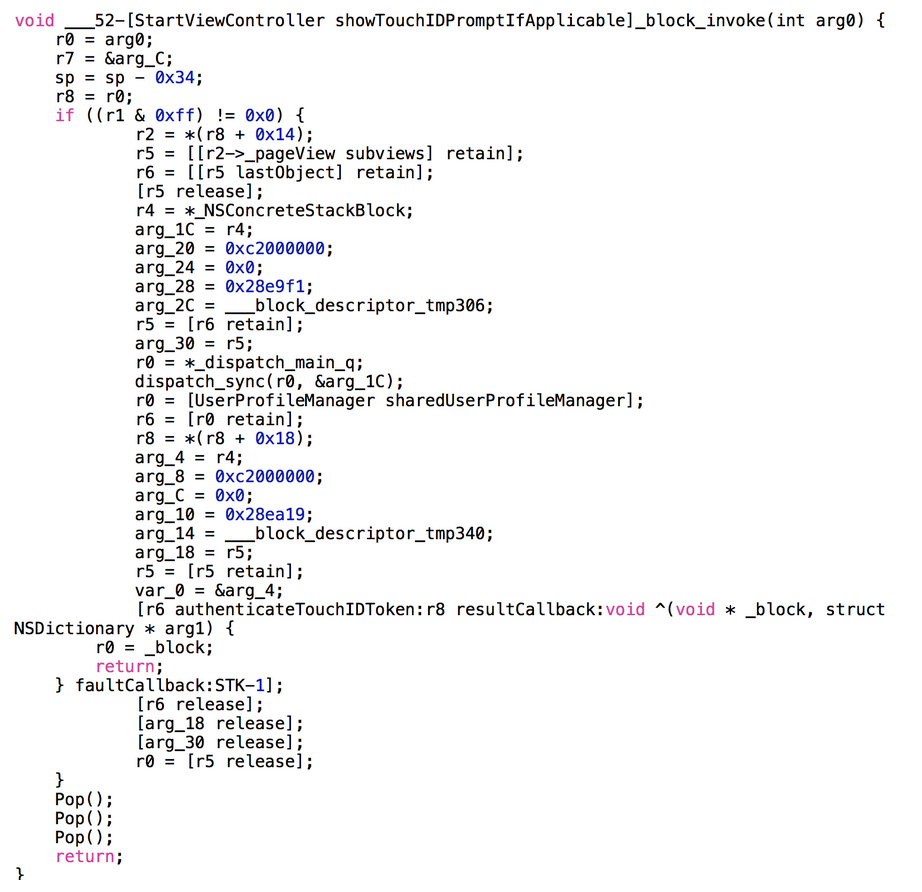 void ___52-[StartViewController showTouchIDPromptIfApplicable]_block_invoke(int arg0) {
    r0 = arg0;
    r7 = &arg_C;
    sp = sp - 0x34;
    r8 = r0;
    if ((r1 & 0xff) != 0x0) {
            r2 = *(r8 + 0x14);
            r5 = [[r2->_pageView subviews] retain];
            r6 = [[r5 lastObject] retain];
            [r5 release];
            r4 = *_NSConcreteStackBlock;
            arg_1C = r4;
            arg_20 = 0xc2000000;
            arg_24 = 0x0;
            arg_28 = 0x28e9f1;
            arg_2C = ___block_descriptor_tmp306;
            r5 = [r6 retain];
            arg_30 = r5;
            r0 = *_dispatch_main_q;
            dispatch_sync(r0, &arg_1C);
            r0 = [UserProfileManager sharedUserProfileManager];
            r6 = [r0 retain];
            r8 = *(r8 + 0x18);
            arg_4 = r4;
            arg_8 = 0xc2000000;
            arg_C = 0x0;
            arg_10 = 0x28ea19;
            arg_14 = ___block_descriptor_tmp340;
            arg_18 = r5;
            r5 = [r5 retain];
            var_0 = &arg_4;
            [r6 authenticateTouchIDToken:r8 resultCallback:void ^(void * _block, struct
NSDictionary * arg1) {
        r0 = _block;
        return;
    } faultCallback:STK-1];
            [r6 release];
            [arg_18 release];
            [arg_30 release];
            r0 = [r5 release];
    }
    Pop();
    Pop();
    Pop();
    return;
}